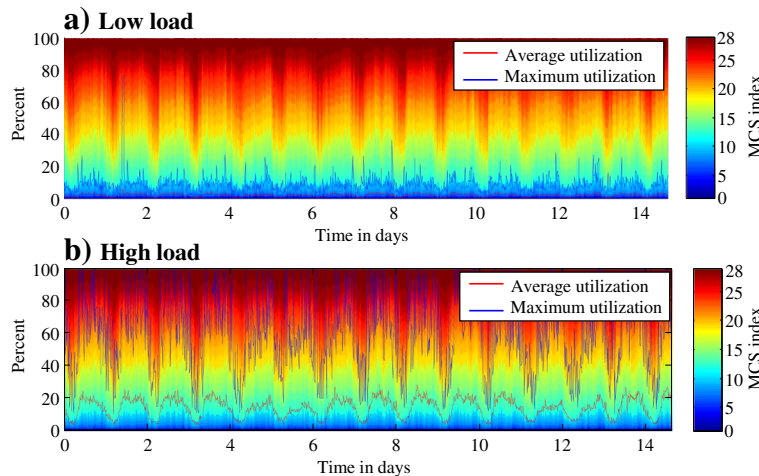 a) Low load
100
80
60
40
20
0
Percent
Average utilization
Maximum utilization
28
25
20
15
10
5
0
MCS index
0 2 4 6 8 10 12 14
Time in days
b) High load
100
80
60
40
20
0
Percent
Average utilization
Maximum utilization
28
25
20
15
10
5
0
MCS index
0 2 4 6 8 10 12 14
Time in days